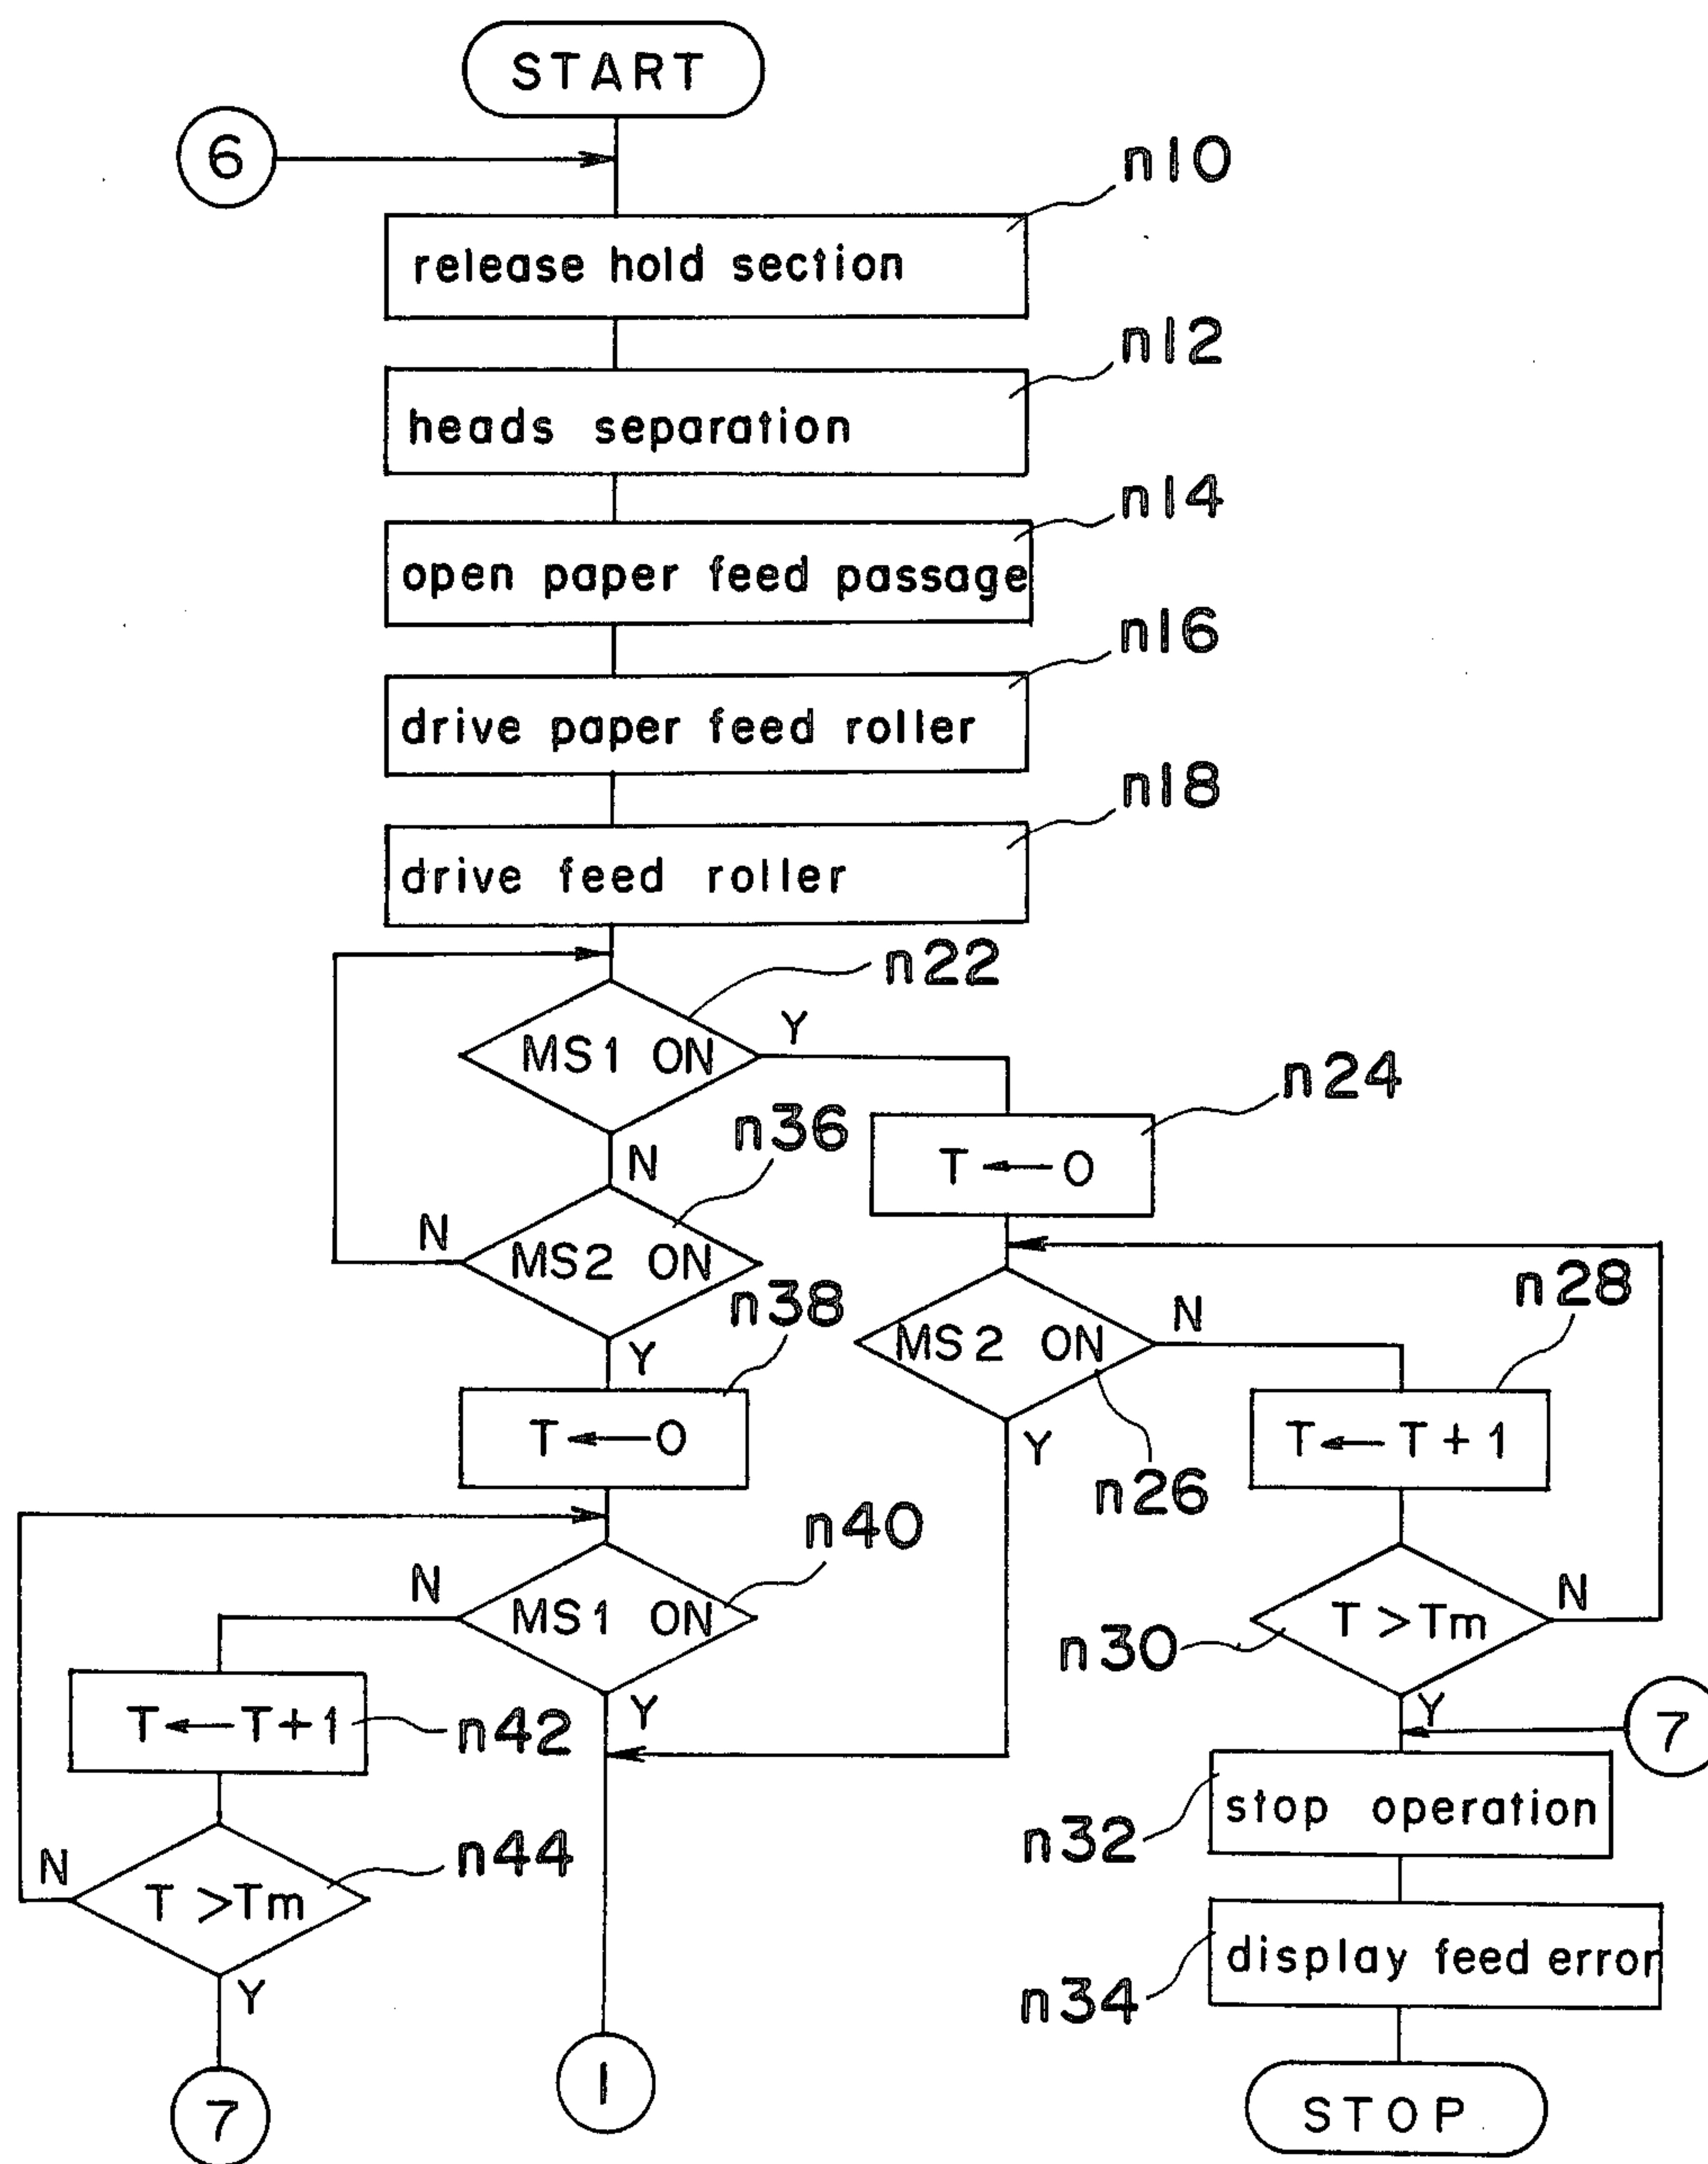 START
6
n10
release hold section
n12
heads separation
n14
open paper feed passage
n16
drive paper feed roller
n18
drive feed roller
n22
MS1 ON
Y
n24
n36
N
T ← 0
N
MS2 ON
n28
n38
MS2 ON
N
Y
T ← 0
Y
T ← T + 1
n26
n40
N
MS1 ON
T > Tm
N
n30
Y
Y
7
T ← T + 1
n42
stop operation
n32
n44
N
T > Tm
display feed error
n34
Y
1
7
STOP